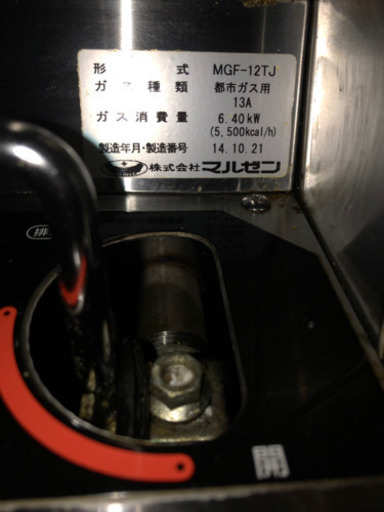 形 式 MGF-12TJ
ガス種類 都市ガス用
13A
ガス消費量 6.40kW
(5,500kcal/h)
製造年月・製造番号 14.10.21
株式会社マルゼン
排
開